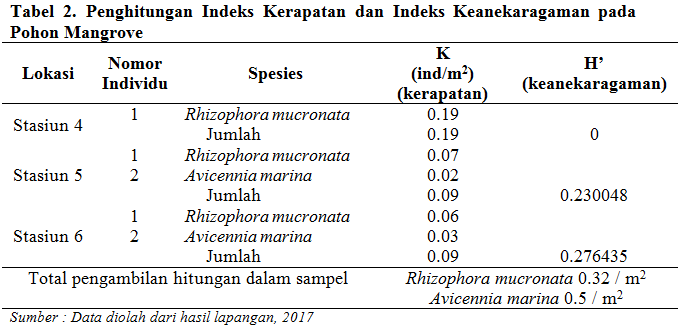 Tabel 2. Penghitungan Indeks Kerapatan dan Indeks Keanekaragaman pada
Pohon Mangrove
Lokasi Nomor Individu Spesies K (ind/m²) (kerapatan) H’ (keanekaragaman)
Stasiun 4
1 Rhizophora mucronata 0.19
Jumlah 0.19 0
Stasiun 5
1 Rhizophora mucronata 0.07
2 Avicennia marina 0.02
Jumlah 0.09 0.230048
Stasiun 6
1 Rhizophora mucronata 0.06
2 Avicennia marina 0.03
Jumlah 0.09 0.276435
Total pengambilan hitungan dalam sampel Rhizophora mucronata 0.32 / m²
Avicennia marina 0.5 / m²
Sumber : Data diolah dari hasil lapangan, 2017